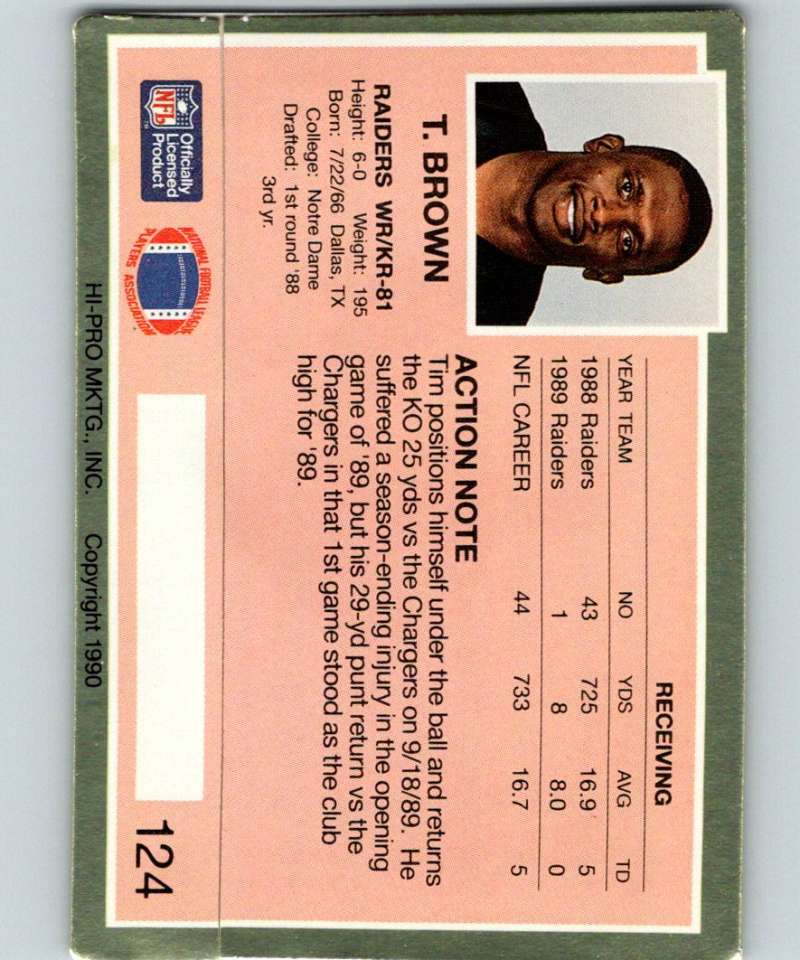 T. BROWN
RAIDERS WR/KR-81
Height: 6-0 Weight: 195
Born: 7/22/66 Dallas, TX
College: Notre Dame
Drafted: 1st round '88
3rd yr.
RECEIVING
YEAR TEAM NO YDS AVG TD
1988 Raiders 43 725 16.9 5
1989 Raiders 1 8 8.0 0
NFL CAREER 44 733 16.7 5
ACTION NOTE
Tim positions himself under the ball and returns
the KO 25 yds vs the Chargers on 9/18/89. He
suffered a season-ending injury in the opening
game of '89, but his 29-yd punt return vs the
Chargers in that 1st game stood as the club
high for '89.
NFL
TM
Officially
Licensed
Product
NATIONAL FOOTBALL LEAGUE
PLAYERS ASSOCIATION
124
HI-PRO MKTG., INC. Copyright 1990